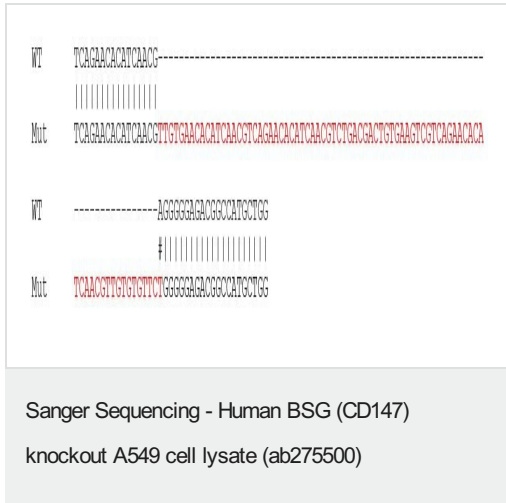 WT TCAGAACACATCAACG--------------------------------------------------------------
||||||||||||||||
Mut TCAGAACACATCAACGTTGTGAACACATCAACGTCAGAACACATCAACGTCTGACGACTGTGAAGTCGTCAGAACACA
WT ----------------AGGGGGAGACGGCCATGCTGG
#||||||||||||||||||||
Mut TCAACGTTGTGTGTTCTGGGGGAGACGGCCATGCTGG
Sanger Sequencing - Human BSG (CD147)
knockout A549 cell lysate (ab275500)